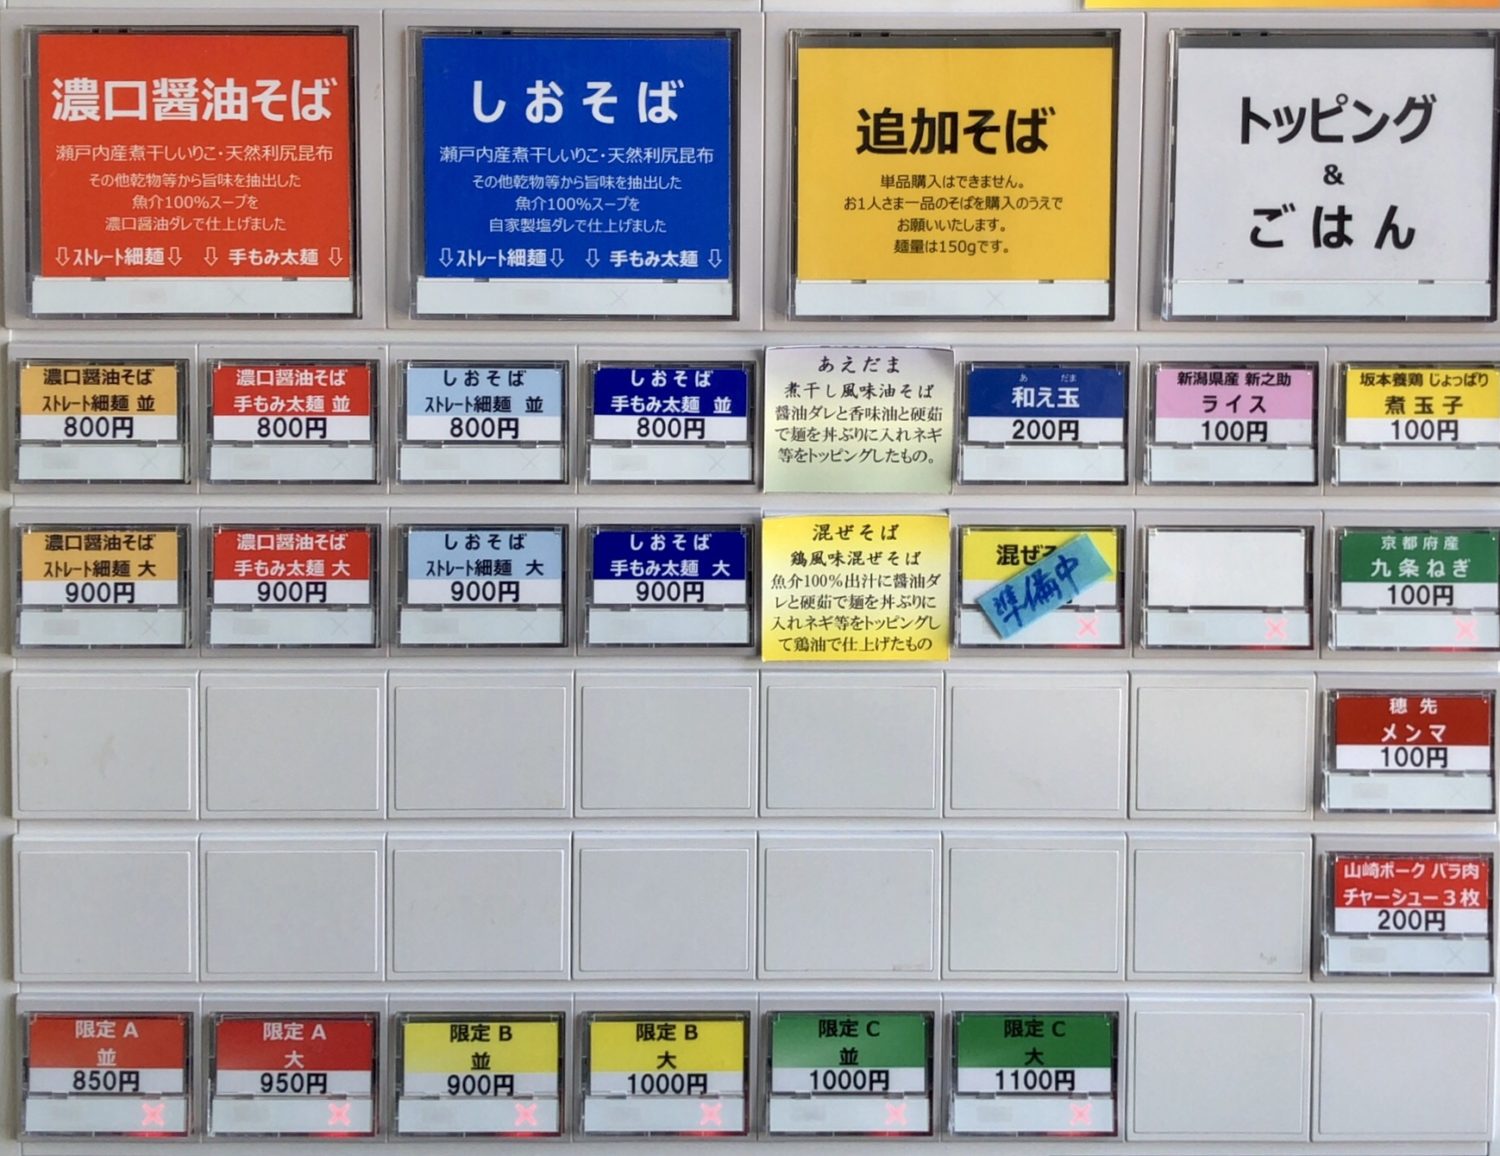 濃口醤油そば
瀬戸内産煮干しいりこ・天然利尻昆布
その他乾物等から旨味を抽出した
魚介100%スープを
濃口醤油ダレで仕上げました
⇩ストレート細麺⇩ ⇩ 手もみ太麺 ⇩
しおそば
瀬戸内産煮干しいりこ・天然利尻昆布
その他乾物等から旨味を抽出した
魚介100%スープを
自家製塩ダレで仕上げました
⇩ストレート細麺⇩ ⇩ 手もみ太麺 ⇩
追加そば
単品購入はできません。
お1人さま一品のそばを購入のうえで
お願いいたします。
麺量は150gです。
トッピング
&
ごはん
濃口醤油そば
ストレート細麺 並
800円
濃口醤油そば
手もみ太麺 並
800円
しおそば
ストレート細麺 並
800円
しおそば
手もみ太麺 並
800円
あえだま
煮干し風味油そば
醤油ダレと香味油と硬茹
で麺を丼ぶりに入れネギ
等をトッピングしたもの。
あ だま
和え玉
200円
新潟県産 新之助
ライス
100円
坂本養鶏 じょっぱり
煮玉子
100円
濃口醤油そば
ストレート細麺 大
900円
濃口醤油そば
手もみ太麺 大
900円
しおそば
ストレート細麺 大
900円
しおそば
手もみ太麺 大
900円
混ぜそば
鶏風味混ぜそば
魚介100%出汁に醤油ダ
レと硬茹で麺を丼ぶりに
入れネギ等をトッピングし
て鶏油で仕上げたもの
混ぜそ
準備中
京都府産
九条ねぎ
100円
穂先
メンマ
100円
山崎ポーク バラ肉
チャーシュー3枚
200円
限定 A
並
850円
限定 A
大
950円
限定 B
並
900円
限定 B
大
1000円
限定 C
並
1000円
限定 C
大
1100円